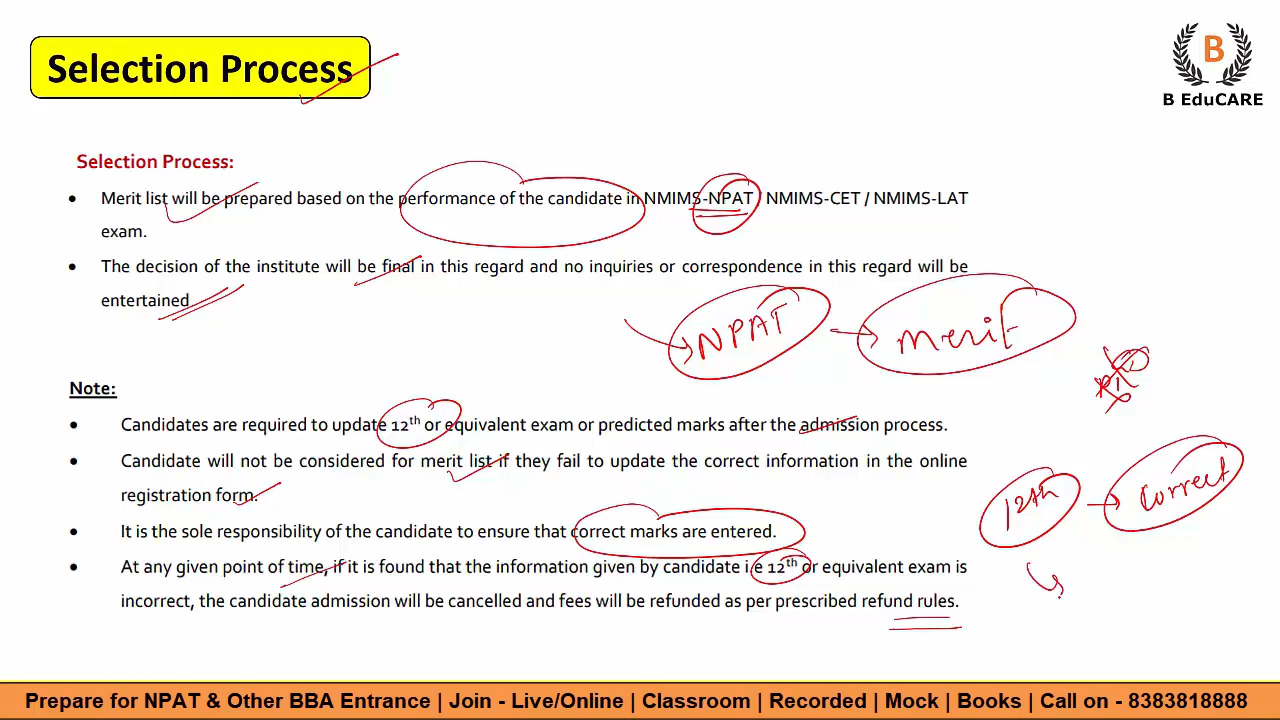 Selection Process
B
B EduCARE
Selection Process:
• Merit list will be prepared based on the performance of the candidate in NMIMS-NPAT / NMIMS-CET / NMIMS-LAT
exam.
• The decision of the institute will be final in this regard and no inquiries or correspondence in this regard will be
entertained
NPAT → merit
Note:
• Candidates are required to update 12th or equivalent exam or predicted marks after the admission process.
• Candidate will not be considered for merit list if they fail to update the correct information in the online
registration form.
12th → correct
• It is the sole responsibility of the candidate to ensure that correct marks are entered.
• At any given point of time, if it is found that the information given by candidate i.e 12th or equivalent exam is
incorrect, the candidate admission will be cancelled and fees will be refunded as per prescribed refund rules.
Prepare for NPAT & Other BBA Entrance | Join - Live/Online | Classroom | Recorded | Mock | Books | Call on - 8383818888